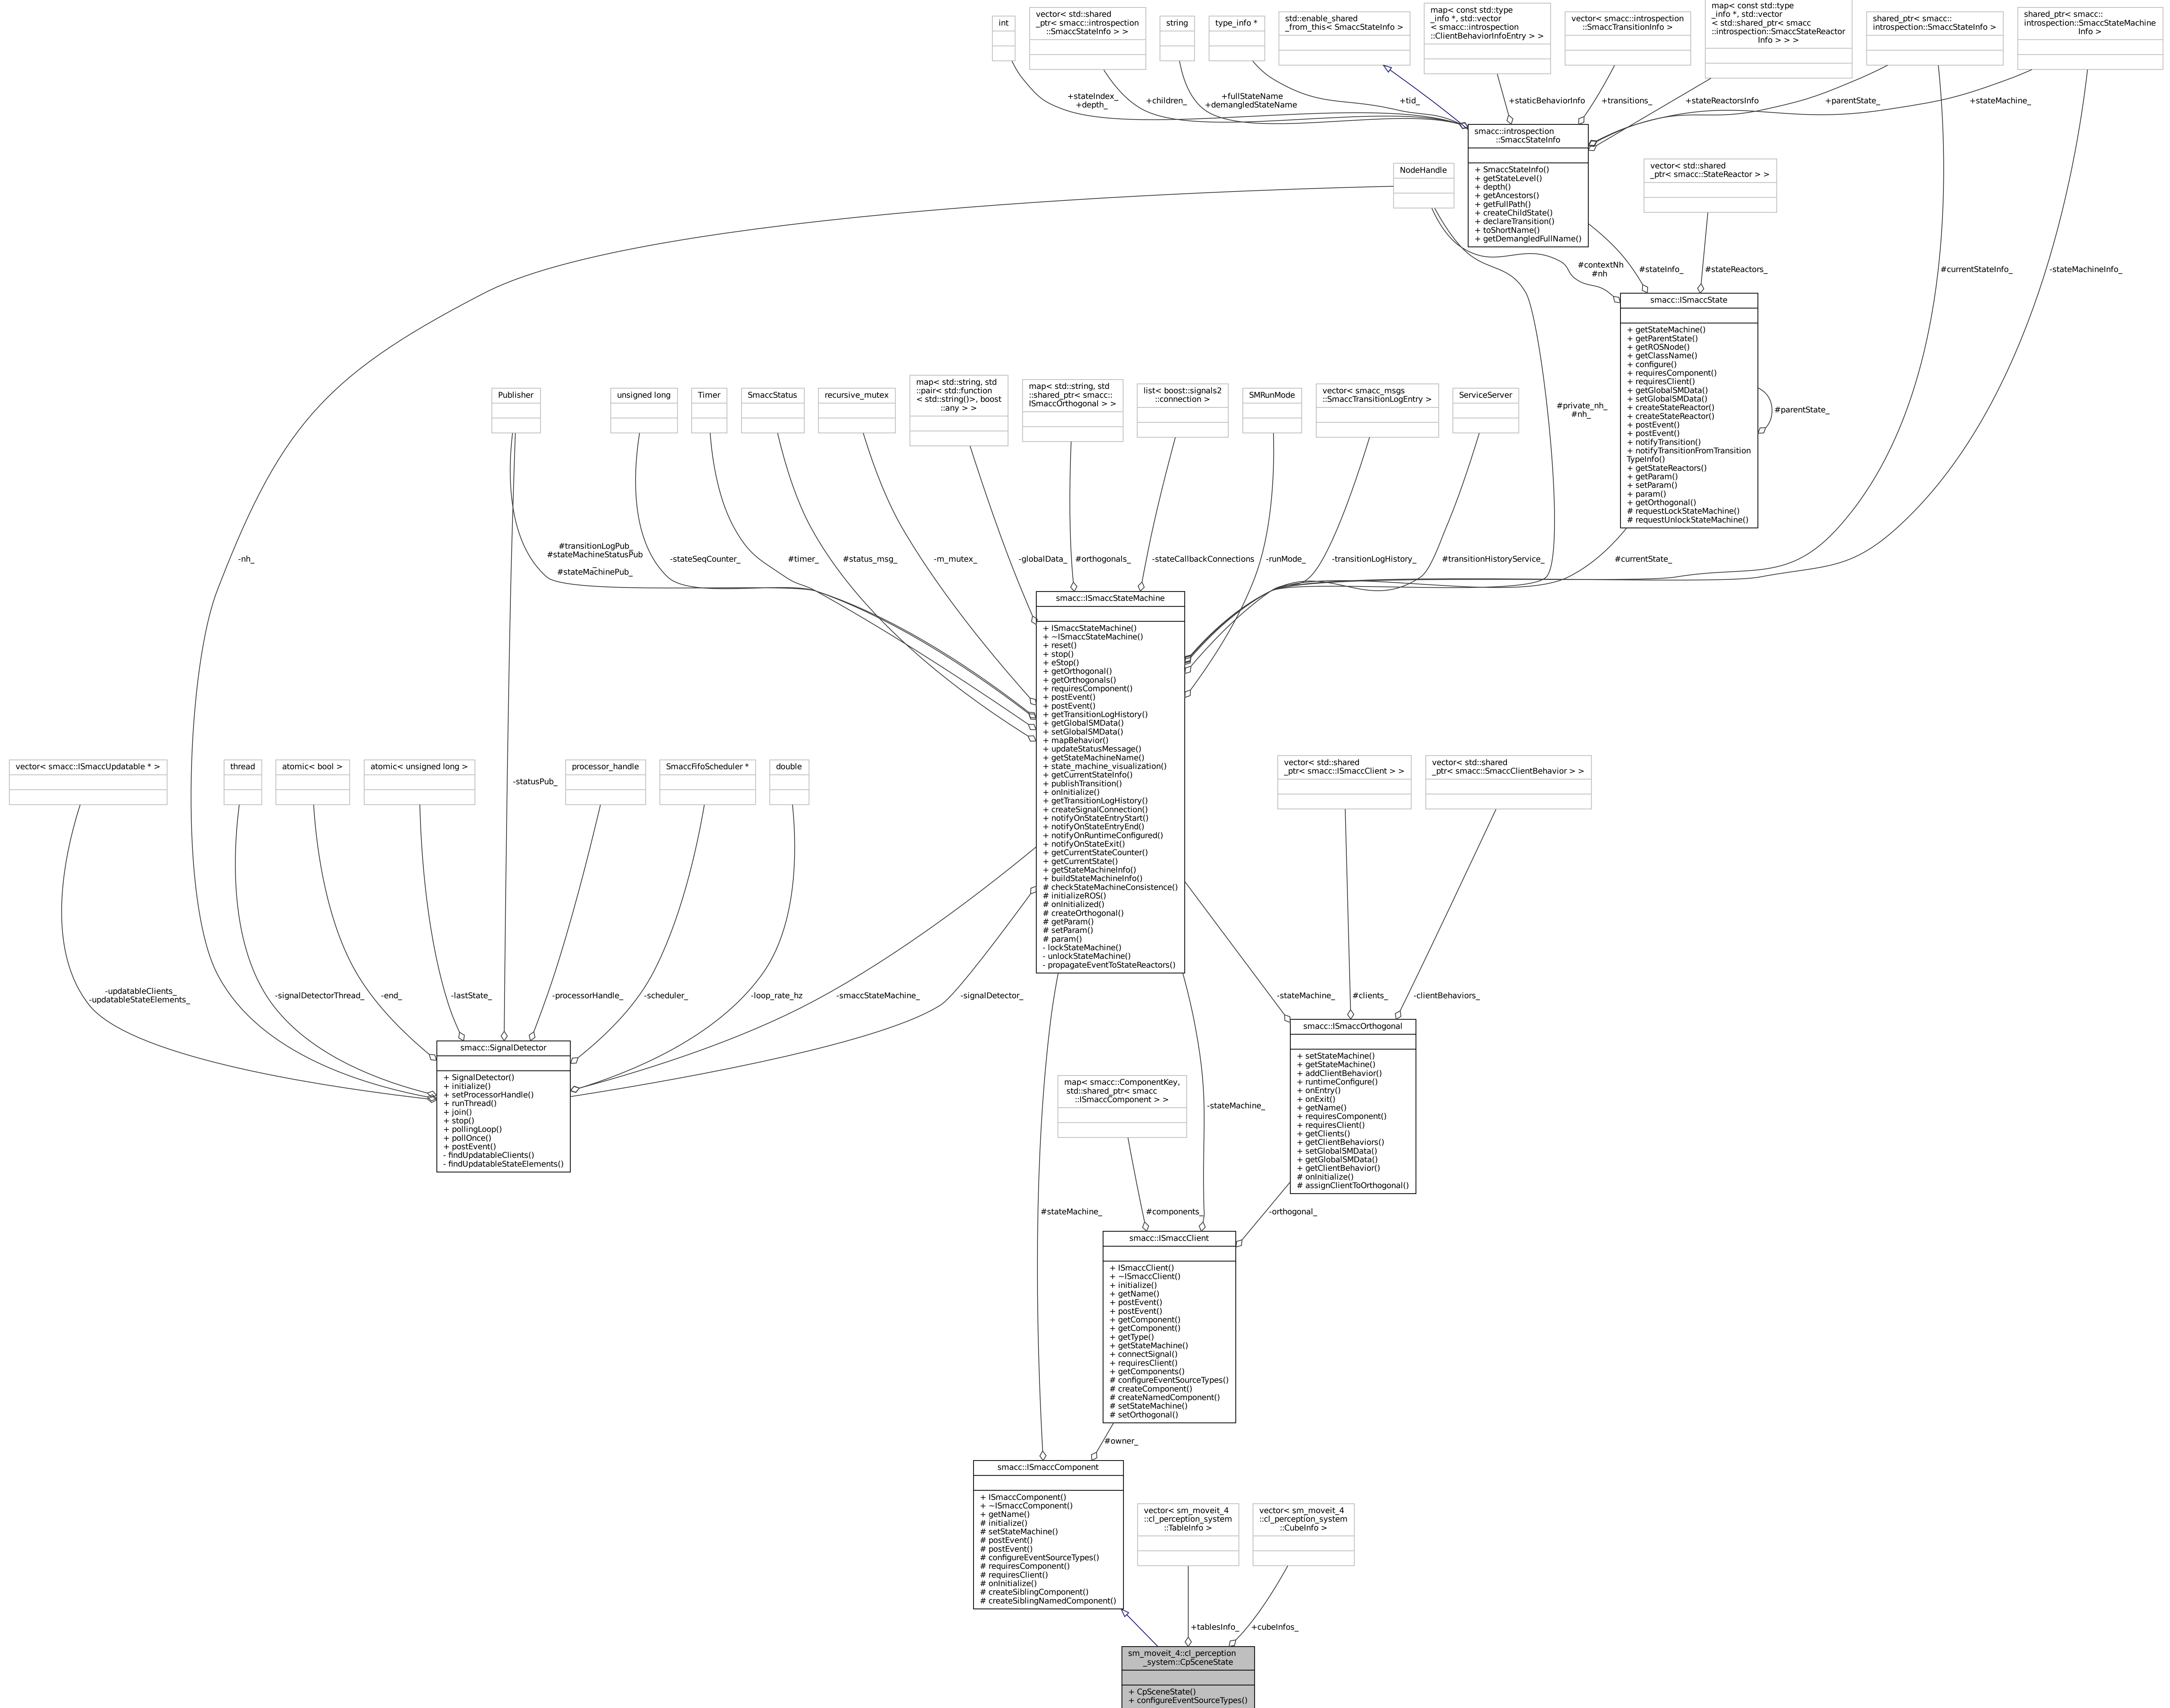 int
vector< std::shared
_ptr< smacc::introspection
::SmaccStateInfo > >
string
type_info *
std::enable_shared
_from_this< SmaccStateInfo >
map< const std::type
_info *, std::vector
< smacc::introspection
::ClientBehaviorInfoEntry > >
vector< smacc::introspection
::SmaccTransitionInfo >
map< const std::type
_info *, std::vector
< std::shared_ptr< smacc
::introspection::SmaccStateReactor
Info > > >
shared_ptr< smacc::
introspection::SmaccStateInfo >
shared_ptr< smacc::
introspection::SmaccStateMachine
Info >
+stateIndex_
+depth_
+children_
+fullStateName
+demangledStateName
+tid_
+staticBehaviorInfo
+transitions_
+stateReactorsInfo
+parentState_
+stateMachine_
smacc::introspection
::SmaccStateInfo
+ SmaccStateInfo()
+ getStateLevel()
+ depth()
+ getAncestors()
+ getFullPath()
+ createChildState()
+ declareTransition()
+ toShortName()
+ getDemangledFullName()
NodeHandle
vector< std::shared
_ptr< smacc::StateReactor > >
#contextNh
#nh
#stateInfo_
#stateReactors_
#currentStateInfo_
-stateMachineInfo_
smacc::ISmaccState
+ getStateMachine()
+ getParentState()
+ getROSNode()
+ getClassName()
+ configure()
+ requiresComponent()
+ requiresClient()
+ getGlobalSMData()
+ setGlobalSMData()
+ createStateReactor()
+ createStateReactor()
+ postEvent()
+ postEvent()
+ notifyTransition()
+ notifyTransitionFromTransition
TypeInfo()
+ getStateReactors()
+ getParam()
+ setParam()
+ param()
+ getOrthogonal()
# requestLockStateMachine()
# requestUnlockStateMachine()
#parentState_
Publisher
unsigned long
Timer
SmaccStatus
recursive_mutex
map< std::string, std
::pair< std::function
< std::string()>, boost
::any > >
map< std::string, std
::shared_ptr< smacc::
ISmaccOrthogonal > >
list< boost::signals2
::connection >
SMRunMode
vector< smacc_msgs
::SmaccTransitionLogEntry >
ServiceServer
#private_nh_
#nh_
-nh_
#transitionLogPub_
#stateMachineStatusPub
_
#stateMachinePub_
-stateSeqCounter_
#timer_
#status_msg_
-m_mutex_
-globalData_
#orthogonals_
-stateCallbackConnections
-runMode_
-transitionLogHistory_
#transitionHistoryService_
#currentState_
smacc::ISmaccStateMachine
+ ISmaccStateMachine()
+ ~ISmaccStateMachine()
+ reset()
+ stop()
+ eStop()
+ getOrthogonal()
+ getOrthogonals()
+ requiresComponent()
+ postEvent()
+ postEvent()
+ getTransitionLogHistory()
+ getGlobalSMData()
+ setGlobalSMData()
+ mapBehavior()
+ updateStatusMessage()
+ getStateMachineName()
+ state_machine_visualization()
+ getCurrentStateInfo()
+ publishTransition()
+ onInitialize()
+ getTransitionLogHistory()
+ createSignalConnection()
+ notifyOnStateEntryStart()
+ notifyOnStateEntryEnd()
+ notifyOnRuntimeConfigured()
+ notifyOnStateExit()
+ getCurrentStateCounter()
+ getCurrentState()
+ getStateMachineInfo()
+ buildStateMachineInfo()
# checkStateMachineConsistence()
# initializeROS()
# onInitialized()
# createOrthogonal()
# getParam()
# setParam()
# param()
- lockStateMachine()
- unlockStateMachine()
- propagateEventToStateReactors()
vector< smacc::ISmaccUpdatable * >
thread
atomic< bool >
atomic< unsigned long >
-statusPub_
processor_handle
SmaccFifoScheduler *
double
vector< std::shared
_ptr< smacc::ISmaccClient > >
vector< std::shared
_ptr< smacc::SmaccClientBehavior > >
-updatableClients_
-updatableStateElements_
-signalDetectorThread_
-end_
-lastState_
-processorHandle_
-scheduler_
-loop_rate_hz
-smaccStateMachine_
-signalDetector_
-stateMachine_
#clients_
-clientBehaviors_
smacc::SignalDetector
+ SignalDetector()
+ initialize()
+ setProcessorHandle()
+ runThread()
+ join()
+ stop()
+ pollingLoop()
+ pollOnce()
+ postEvent()
- findUpdatableClients()
- findUpdatableStateElements()
smacc::ISmaccOrthogonal
+ setStateMachine()
+ getStateMachine()
+ addClientBehavior()
+ runtimeConfigure()
+ onEntry()
+ onExit()
+ getName()
+ requiresComponent()
+ requiresClient()
+ getClients()
+ getClientBehaviors()
+ setGlobalSMData()
+ getGlobalSMData()
+ getClientBehavior()
# onInitialize()
# assignClientToOrthogonal()
map< smacc::ComponentKey,
std::shared_ptr< smacc
::ISmaccComponent > >
-stateMachine_
#stateMachine_
#components_
-orthogonal_
smacc::ISmaccClient
+ ISmaccClient()
+ ~ISmaccClient()
+ initialize()
+ getName()
+ postEvent()
+ postEvent()
+ getComponent()
+ getComponent()
+ getType()
+ getStateMachine()
+ connectSignal()
+ requiresClient()
+ getComponents()
# configureEventSourceTypes()
# createComponent()
# createNamedComponent()
# setStateMachine()
# setOrthogonal()
#owner_
smacc::ISmaccComponent
+ ISmaccComponent()
+ ~ISmaccComponent()
+ getName()
# initialize()
# setStateMachine()
# postEvent()
# postEvent()
# configureEventSourceTypes()
# requiresComponent()
# requiresClient()
# onInitialize()
# createSiblingComponent()
# createSiblingNamedComponent()
vector< sm_moveit_4
::cl_perception_system
::TableInfo >
vector< sm_moveit_4
::cl_perception_system
::CubeInfo >
+tablesInfo_
+cubeInfos_
sm_moveit_4::cl_perception
_system::CpSceneState
+ CpSceneState()
+ configureEventSourceTypes()